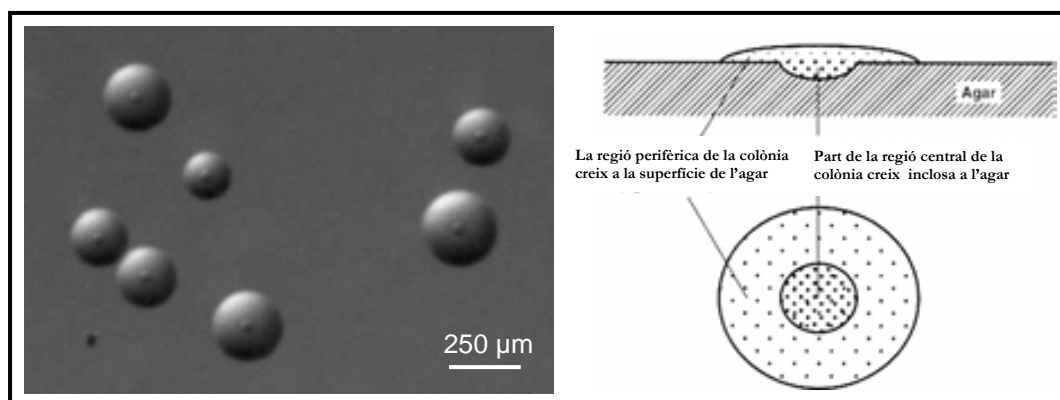 250 µm
Agar
La regió perifèrica de la colònia
creix a la superfície de l'agar
Part de la regió central de la
colònia creix inclosa a l'agar